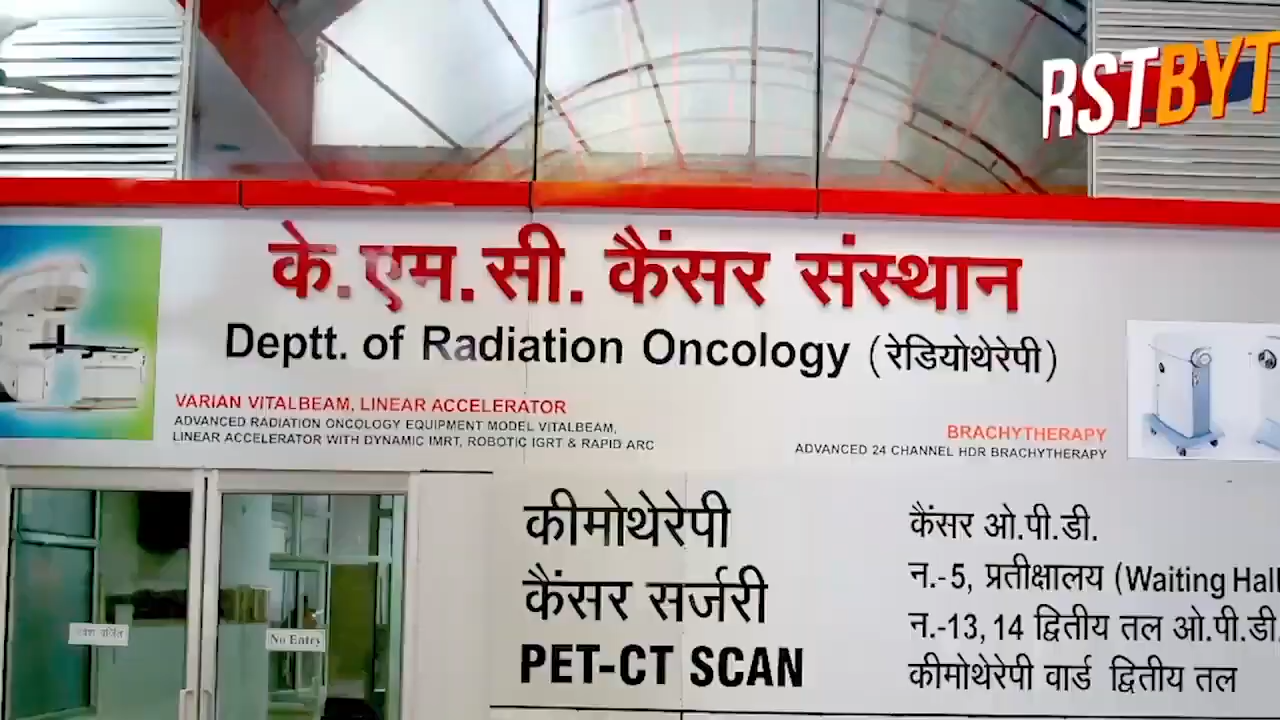 RSTBYT
के.एम.सी. कैंसर संस्थान
Deptt. of Radiation Oncology (रेडियोथेरेपी)
VARIAN VITALBEAM, LINEAR ACCELERATOR
ADVANCED RADIATION ONCOLOGY EQUIPMENT MODEL VITALBEAM,
LINEAR ACCELERATOR WITH DYNAMIC IMRT, ROBOTIC IGRT & RAPID ARC
BRACHYTHERAPY
ADVANCED 24 CHANNEL HDR BRACHYTHERAPY
कीमोथेरेपी
कैंसर सर्जरी
PET-CT SCAN
कैंसर ओ.पी.डी.
न.-5, प्रतीक्षालय (Waiting Hall
न.-13, 14 द्वितीय तल ओ.पी.डी.
कीमोथेरेपी वार्ड द्वितीय तल
No Entry